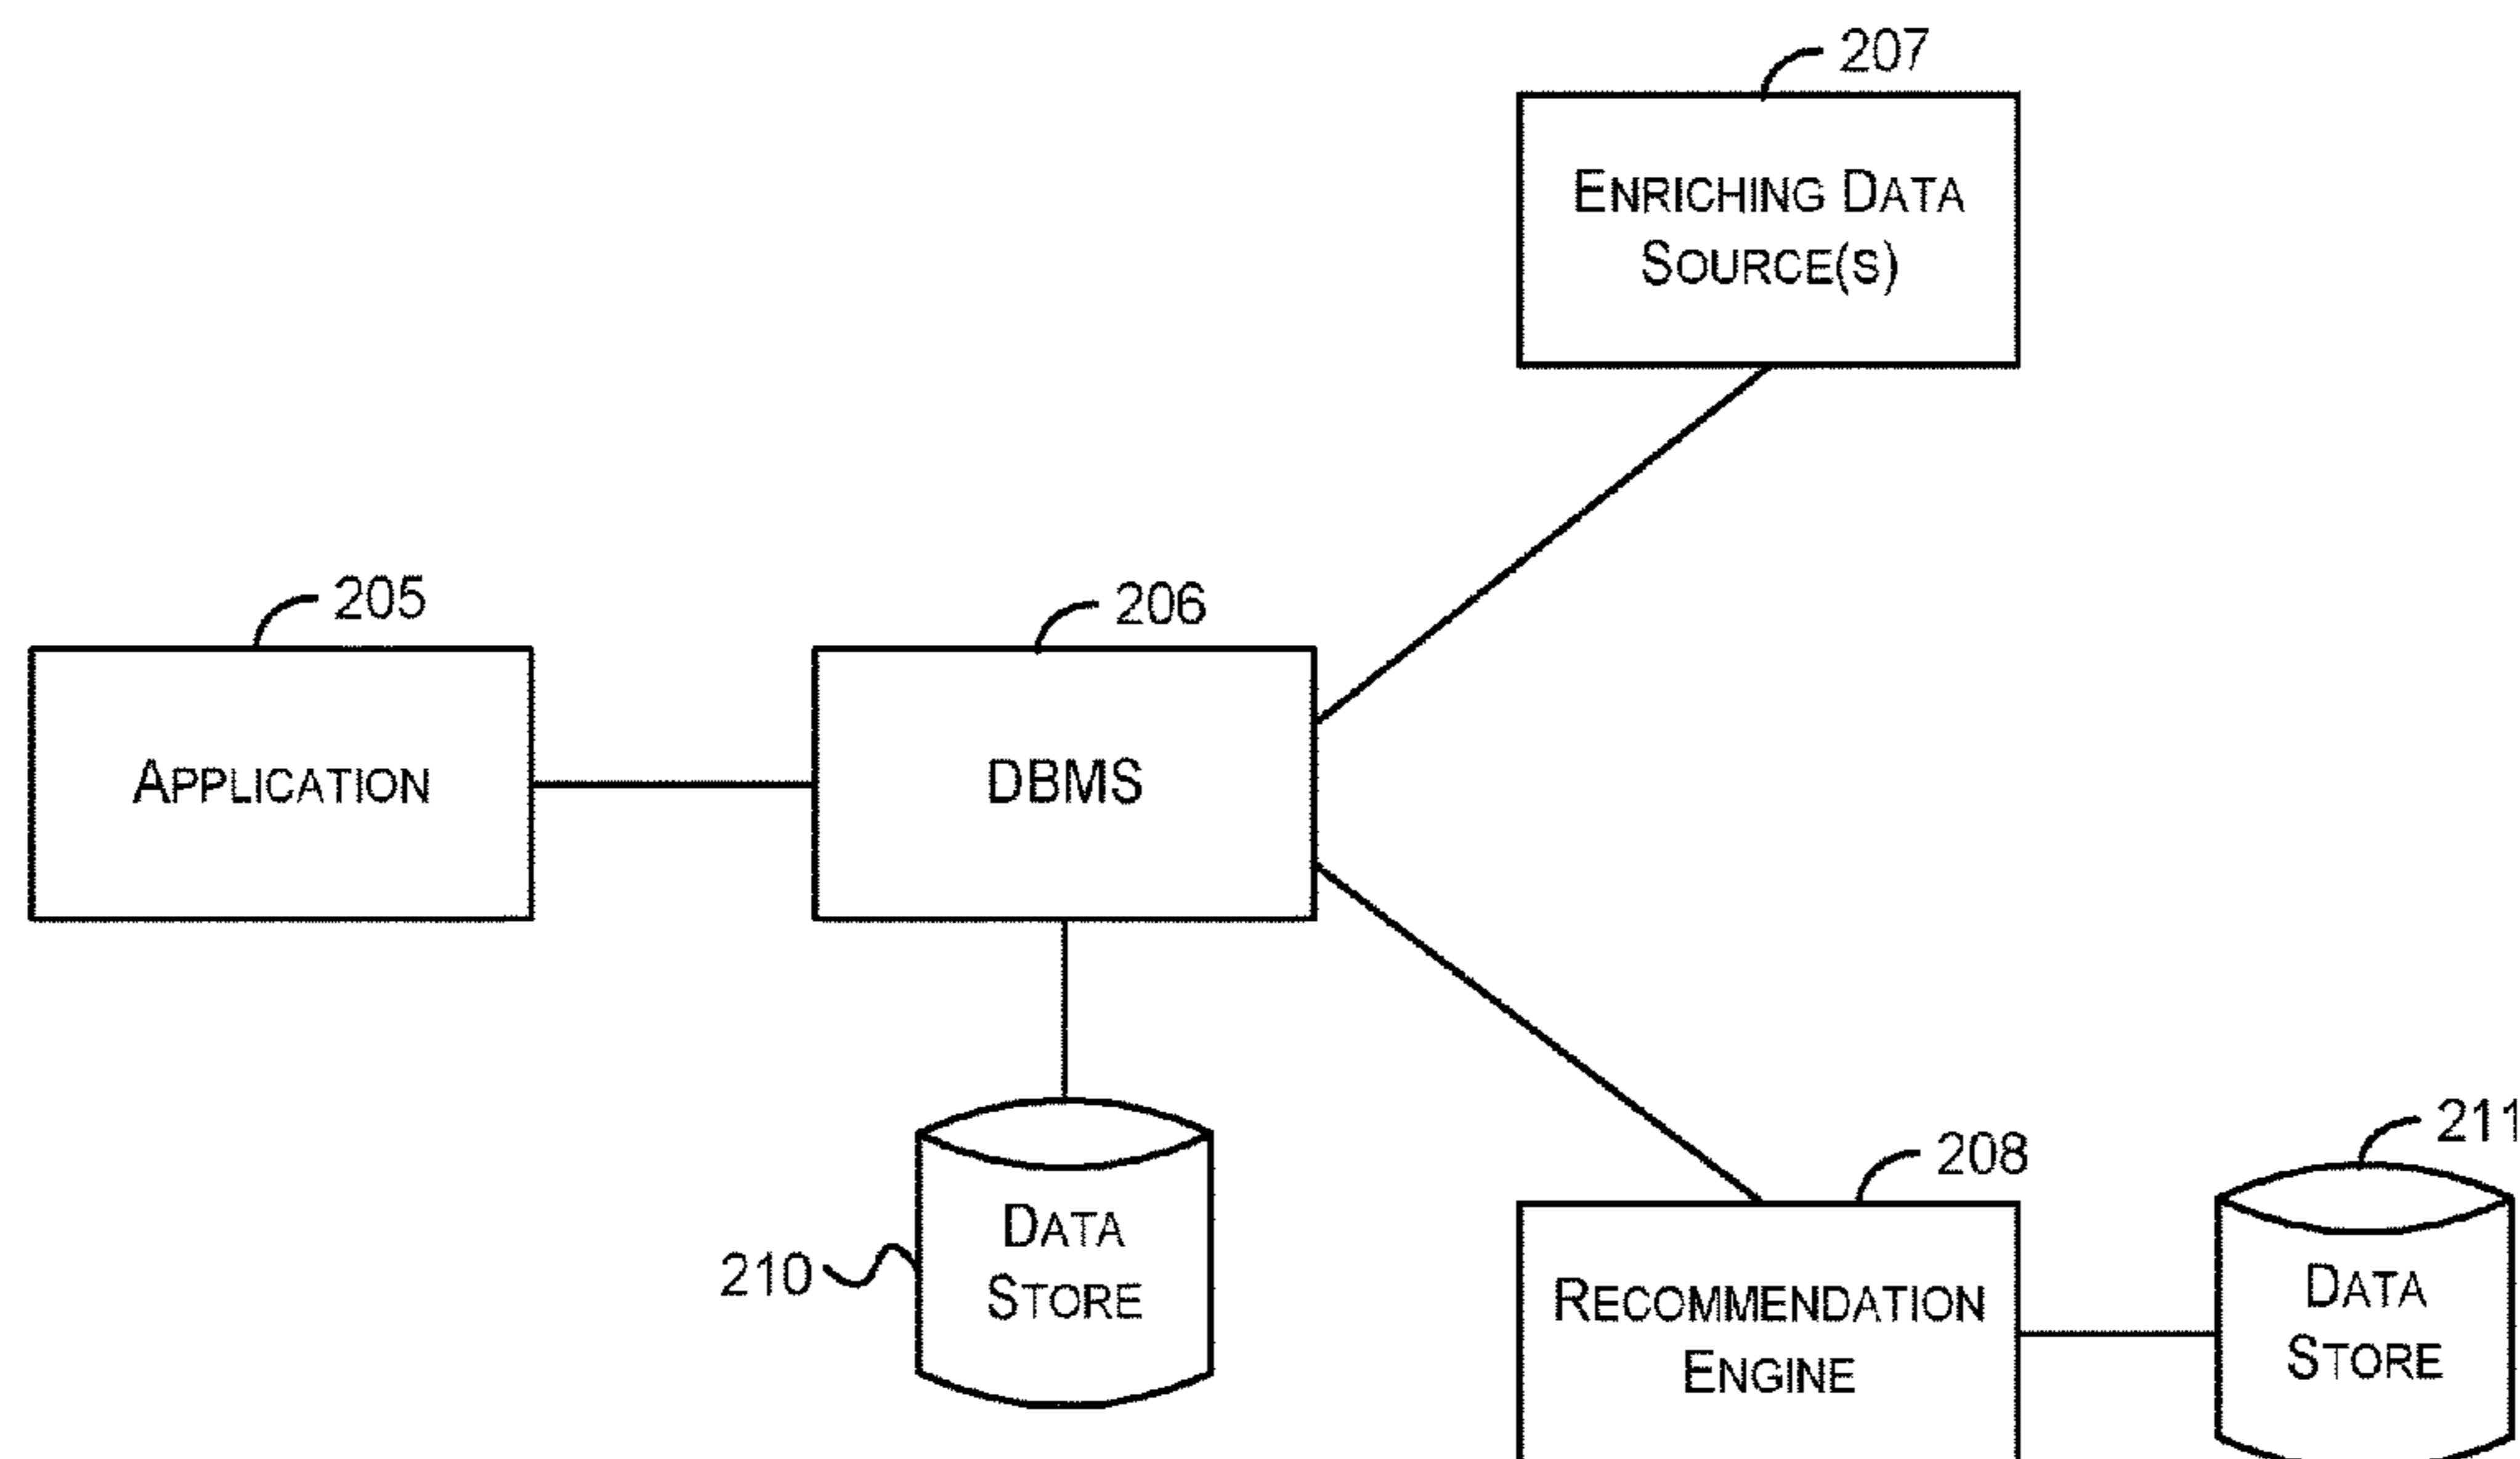 207
ENRICHING DATA
SOURCE(S)
205
206
APPLICATION
DBMS
211
208
DATA
STORE
210
DATA
STORE
RECOMMENDATION
ENGINE